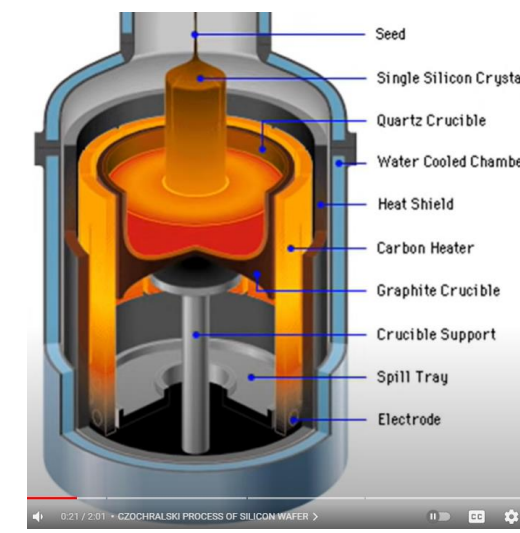 Seed
Single Silicon Crysta
Quartz Crucible
Water Cooled Chambe
Heat Shield
Carbon Heater
Graphite Crucible
Crucible Support
Spill Tray
Electrode
0:21 / 2:01 • CZOCHRALSKI PROCESS OF SILICON WAFER >
CC